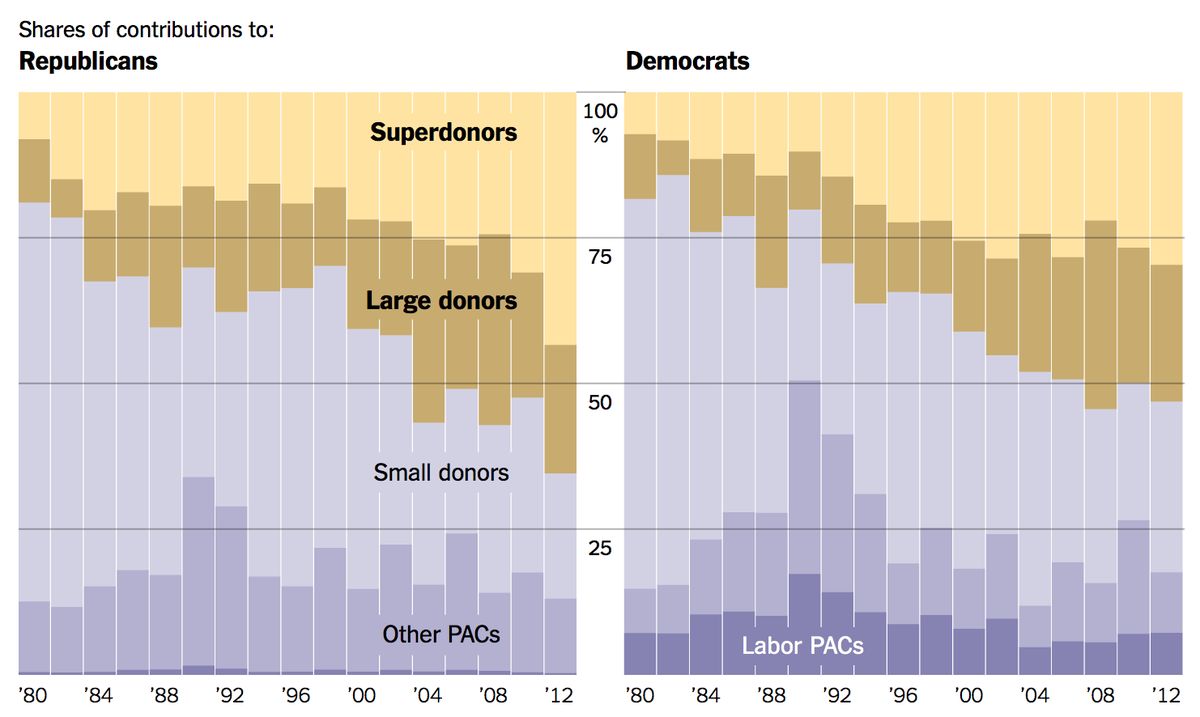 Shares of contributions to:
Republicans
Democrats
Superdonors
Large donors
Small donors
Other PACs
Labor PACs
100
%
75
50
25
’80 ’84 ’88 ’92 ’96 ’00 ’04 ’08 ’12
’80 ’84 ’88 ’92 ’96 ’00 ’04 ’08 ’12